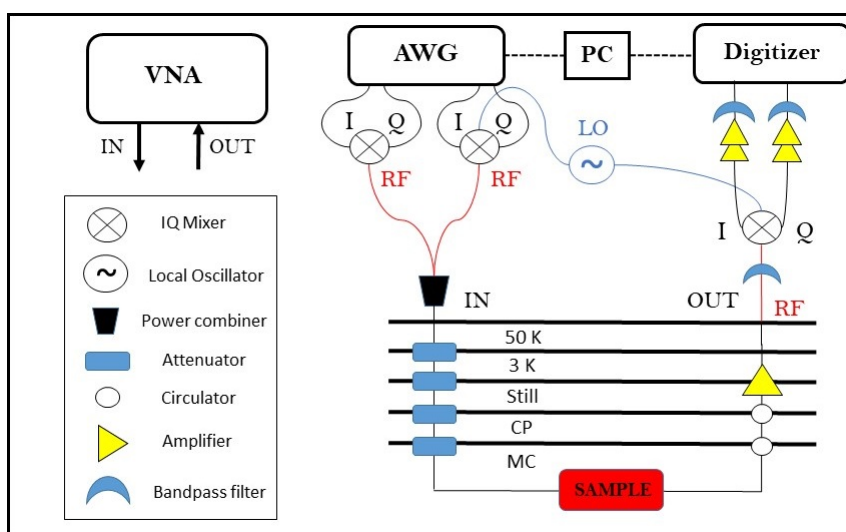 VNA
IN
OUT
IQ Mixer
~
Local Oscillator
Power combiner
Attenuator
Circulator
Amplifier
Bandpass filter
AWG
PC
Digitizer
I Q
I Q
LO
~
RF
RF
I Q
IN
OUT
RF
50 K
3 K
Still
CP
MC
SAMPLE